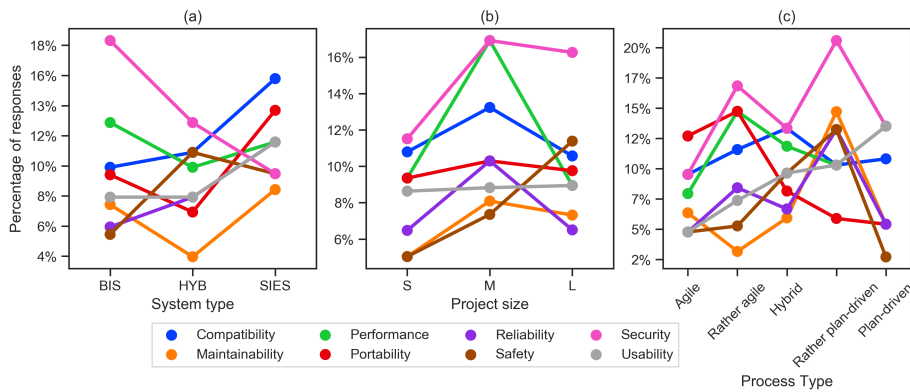 (a)
(b)
(c)
Percentage of responses
18%
16%
13%
12%
10%
8%
6%
4%
BIS
HYB
SIES
System type
16%
14%
12%
10%
8%
6%
S
M
L
Project size
20%
17%
15%
12%
10%
7%
5%
2%
Agile
Rather agile
Hybrid
Rather plan-driven
Plan-driven
Process Type
Compatibility
Performance
Reliability
Security
Maintainability
Portability
Safety
Usability